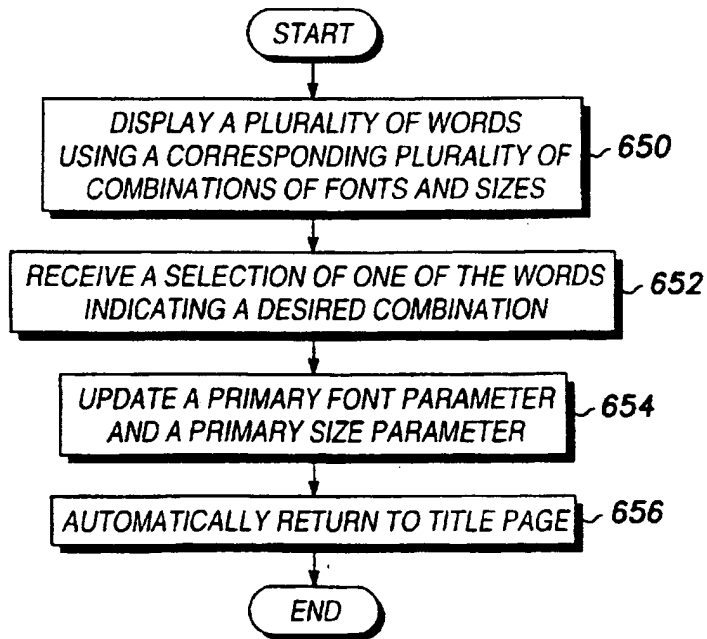 START
DISPLAY A PLURALITY OF WORDS
USING A CORRESPONDING PLURALITY OF
COMBINATIONS OF FONTS AND SIZES
650
RECEIVE A SELECTION OF ONE OF THE WORDS
INDICATING A DESIRED COMBINATION
652
UPDATE A PRIMARY FONT PARAMETER
AND A PRIMARY SIZE PARAMETER
654
AUTOMATICALLY RETURN TO TITLE PAGE
656
END